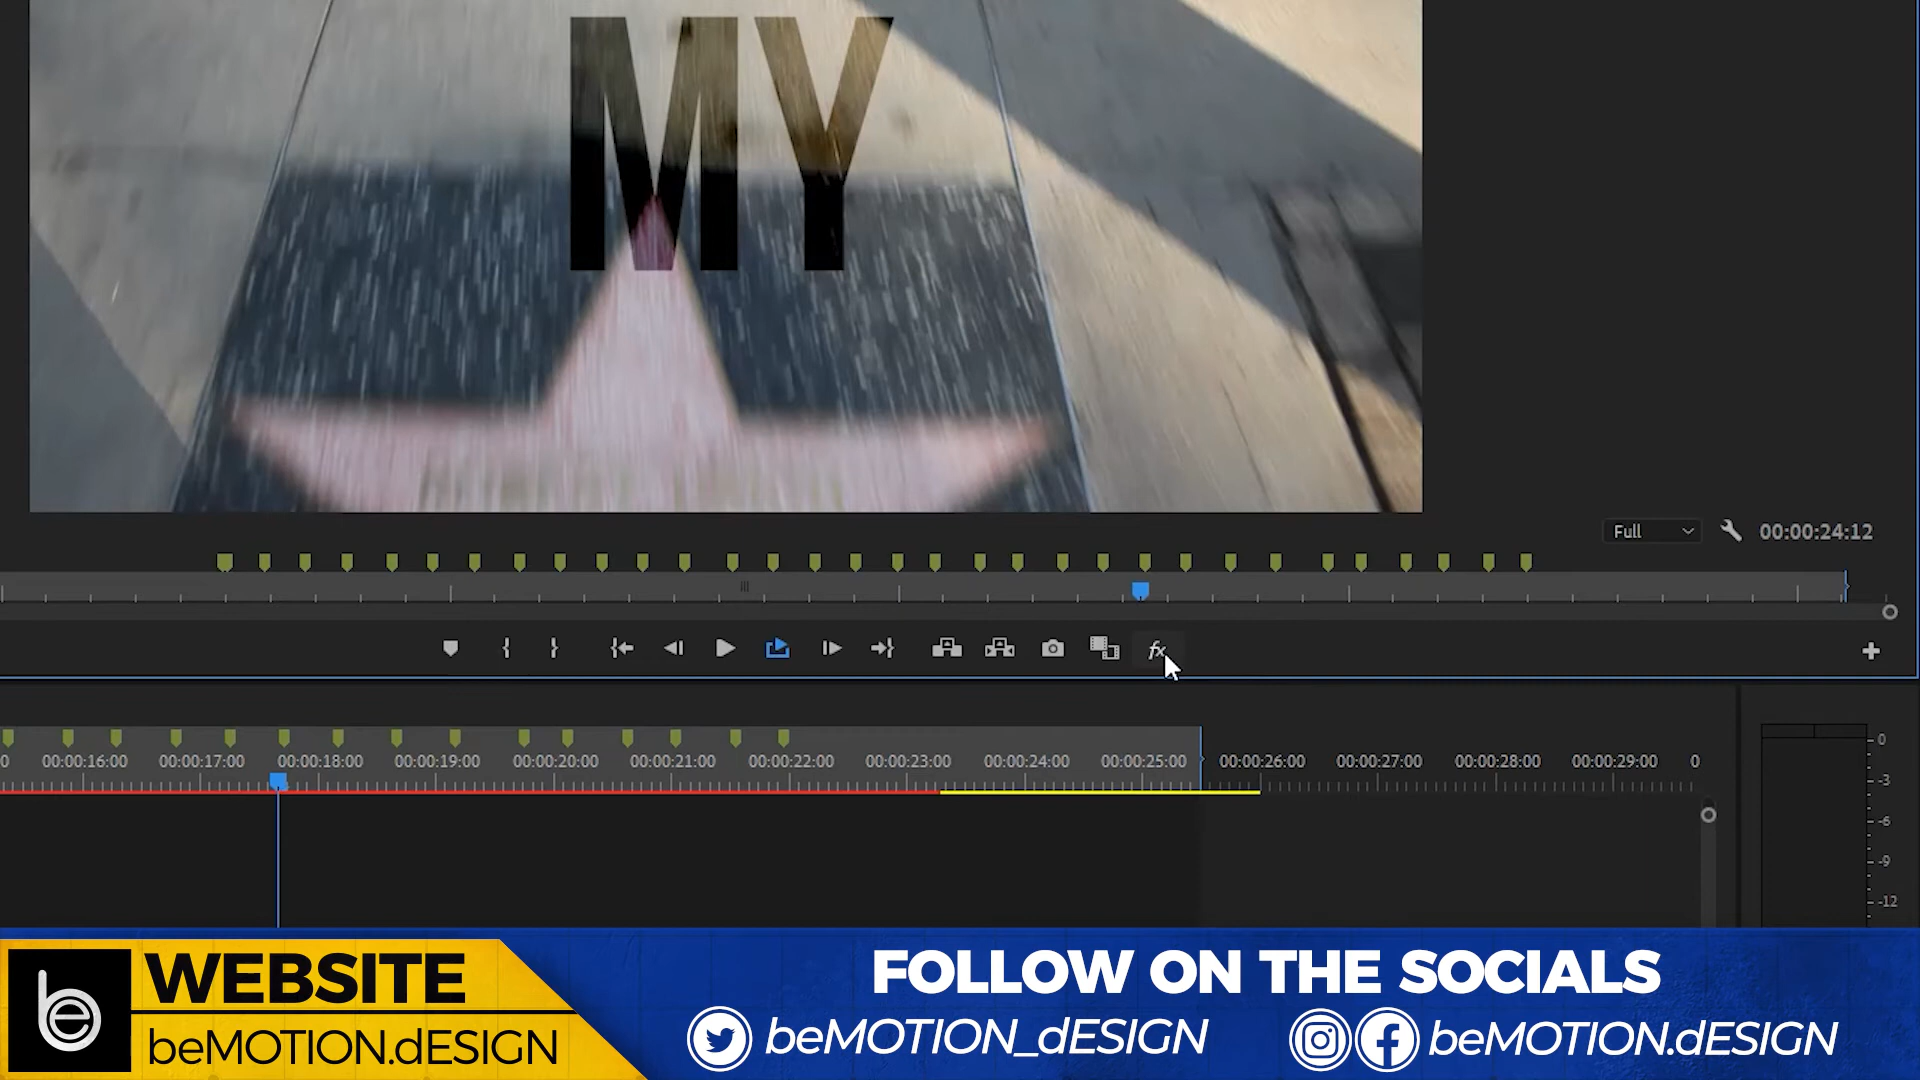 MY
Full
00:00:24:12
fx
0 00:00:16:00 00:00:17:00 00:00:18:00 00:00:19:00 00:00:20:00 00:00:21:00 00:00:22:00 00:00:23:00 00:00:24:00 00:00:25:00 00:00:26:00 00:00:27:00 00:00:28:00 00:00:29:00 0
0
-3
-6
-9
-12
be
WEBSITE
beMOTION.dESIGN
FOLLOW ON THE SOCIALS
beMOTION_dESIGN
beMOTION.dESIGN